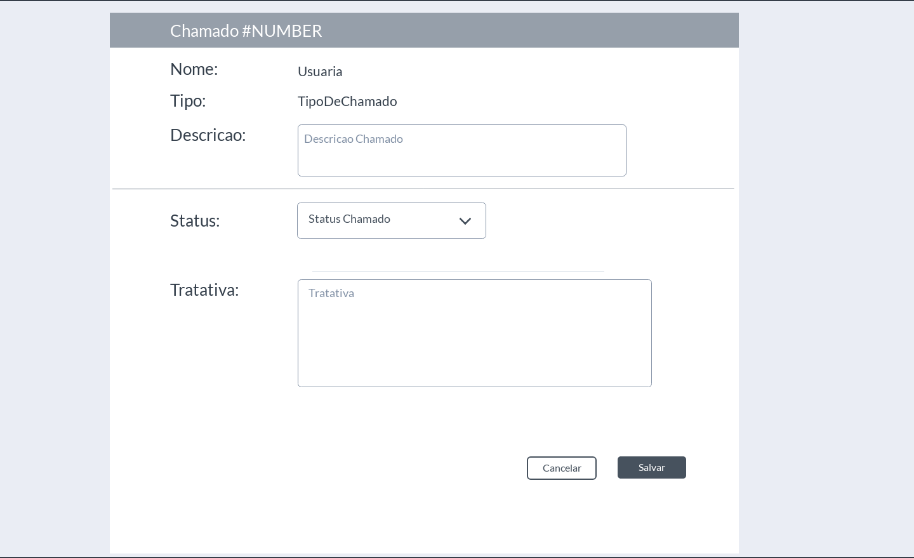 Chamado #NUMBER
Nome: Usuaria
Tipo: TipoDeChamado
Descricao: Descricao Chamado
Status: Status Chamado
Tratativa: Tratativa
Cancelar Salvar